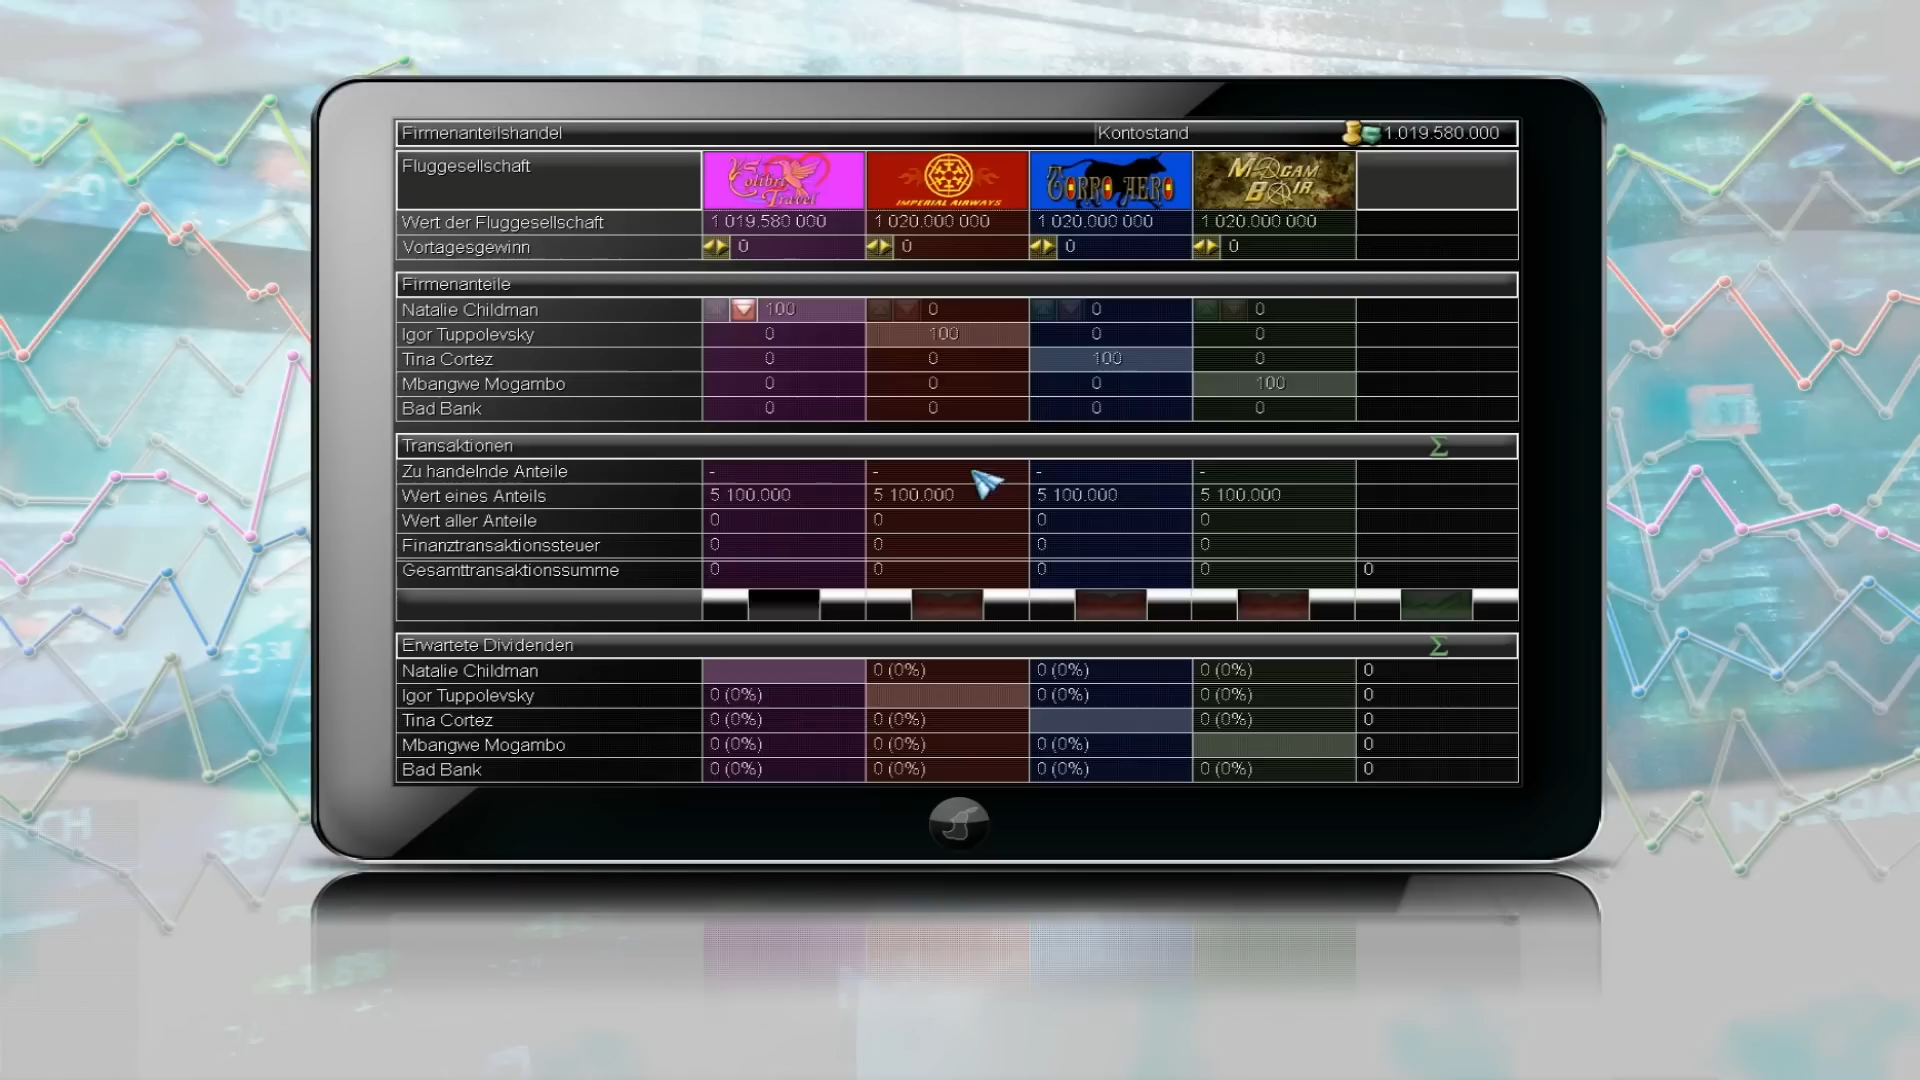 Firmenanteilshandel Kontostand 1.019.580.000
Fluggesellschaft Colibri Travel IMPERIAL AIRWAYS TORRO AERO
Wert der Fluggesellschaft 1 019.580 000 1 020.000 000 1 020.000 000 1 020.000 000
Vortagesgewinn 0 0 0 0
Firmenanteile
Natalie Childman 100 0 0 0
Igor Tuppolevsky 0 100 0 0
Tina Cortez 0 0 100 0
Mbangwe Mogambo 0 0 0 100
Bad Bank 0 0 0 0
Transaktionen Σ
Zu handelnde Anteile - - - -
Wert eines Anteils 5 100.000 5 100.000 5 100.000 5 100.000
Wert aller Anteile 0 0 0 0
Finanztransaktionssteuer 0 0 0 0
Gesamttransaktionssumme 0 0 0 0 0
Erwartete Dividenden Σ
Natalie Childman 0 (0%) 0 (0%) 0 (0%) 0
Igor Tuppolevsky 0 (0%) 0 (0%) 0 (0%) 0
Tina Cortez 0 (0%) 0 (0%) 0 (0%) 0
Mbangwe Mogambo 0 (0%) 0 (0%) 0 (0%) 0
Bad Bank 0 (0%) 0 (0%) 0 (0%) 0 (0%) 0